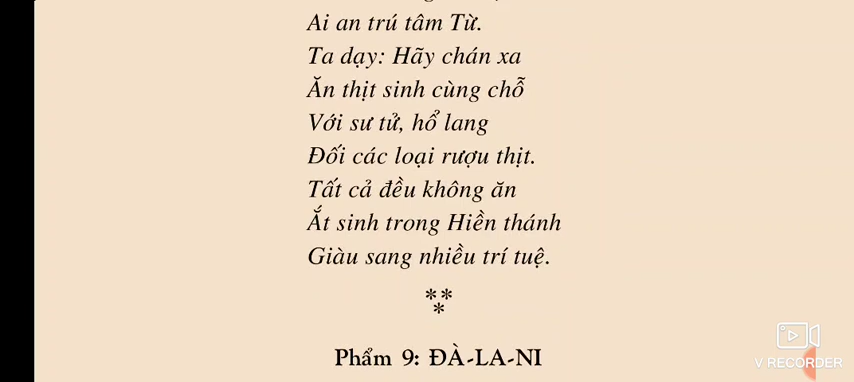 Ai an trú tâm Từ.
Ta dạy: Hãy chán xa
Ăn thịt sinh cùng chỗ
Với sư tử, hổ lang
Đối các loại rượu thịt.
Tất cả đều không ăn
Ắt sinh trong Hiền thánh
Giàu sang nhiều trí tuệ.
**
*
Phẩm 9: ĐÀ-LA-NI
V RECORDER